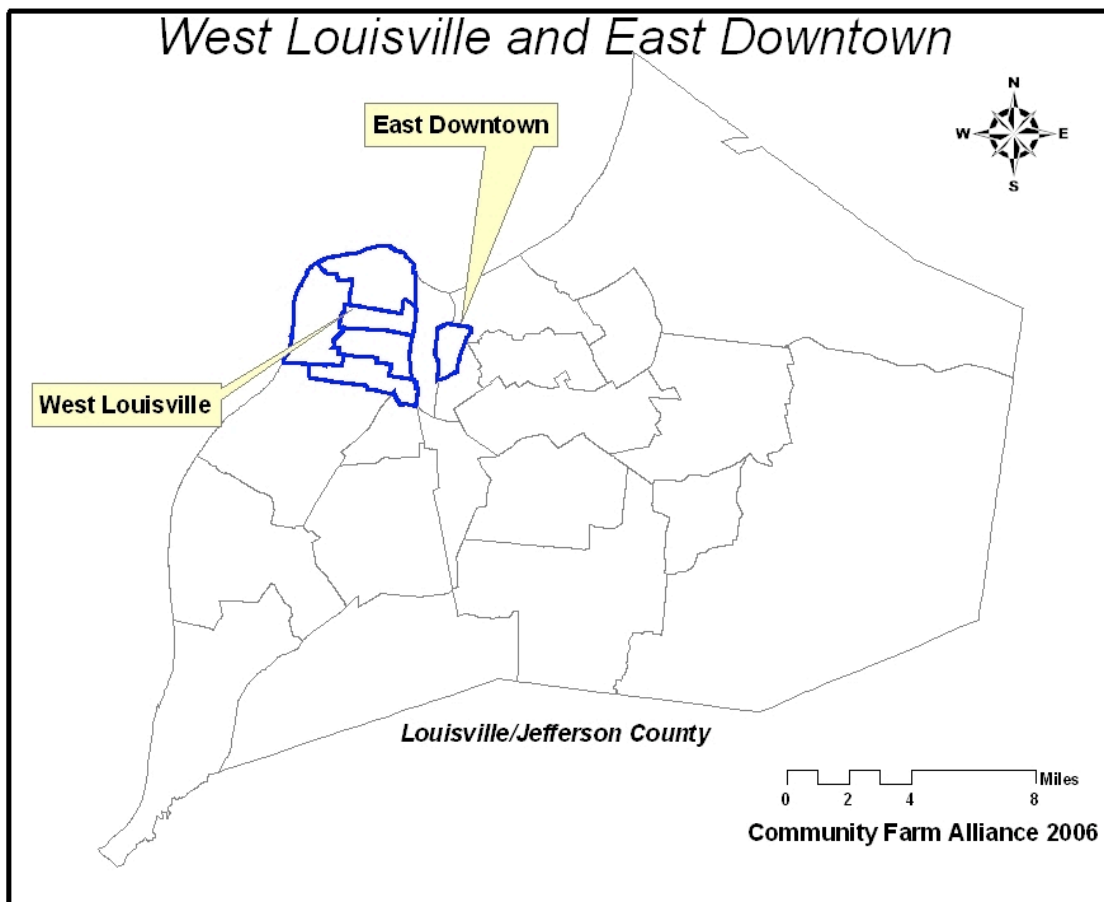 West Louisville and East Downtown
N
W E
S
East Downtown
West Louisville
Louisville/Jefferson County
Miles
0 2 4 8
Community Farm Alliance 2006